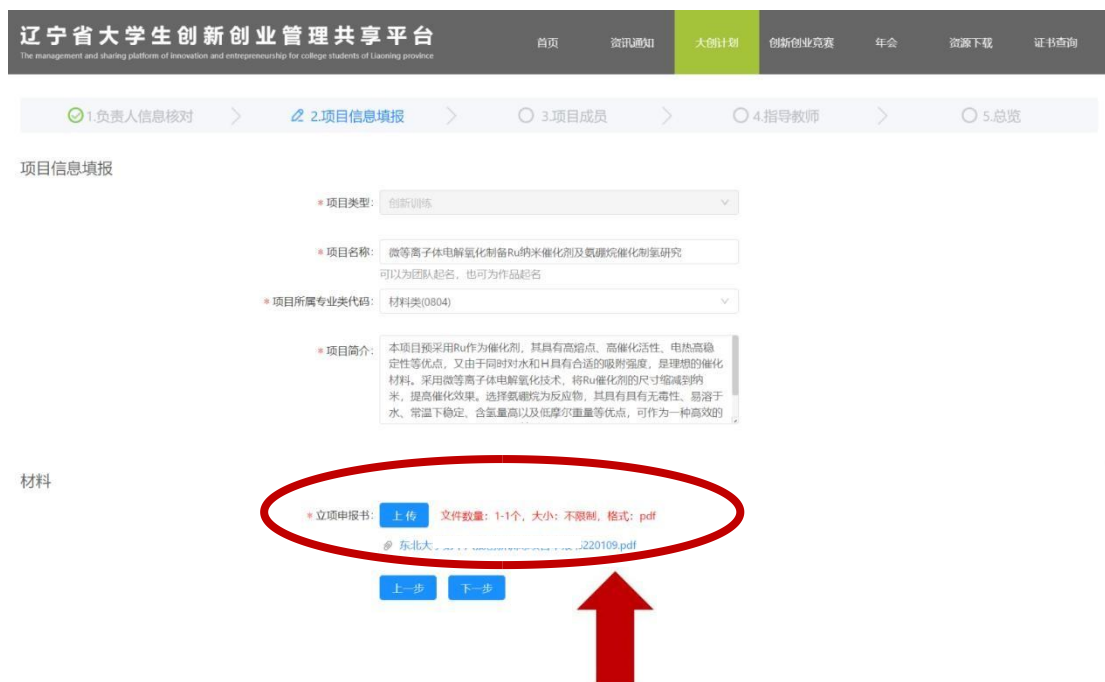 辽宁省大学生创新创业管理共享平台
The management and sharing platform of innovation and entrepreneurship for college students of Liaoning province
首页 资讯通知 大创计划 创新创业竞赛 年会 资源下载 证书查询
1.负责人信息核对 2.项目信息填报 3.项目成员 4.指导教师 5.总览
项目信息填报
* 项目类型: 创新训练
* 项目名称: 微等离子体电解氧化制备Ru纳米催化剂及氨硼烷催化制氢研究
可以为团队起名，也可为作品起名
* 项目所属专业类代码: 材料类(0804)
* 项目简介: 本项目预采用Ru作为催化剂，其具有高熔点、高催化活性、电热高稳
定性等优点，又由于同时对水和H具有合适的吸附强度，是理想的催化
材料。采用微等离子体电解氧化技术，将Ru催化剂的尺寸缩减到纳
米，提高催化效果。选择氨硼烷为反应物，其具有具有无毒性、易溶于
水、常温下稳定、含氢量高以及低摩尔重量等优点，可作为一种高效的
材料
* 立项申报书: 上传 文件数量: 1-1个, 大小: 不限制, 格式: pdf
东北大 220109.pdf
上一步 下一步